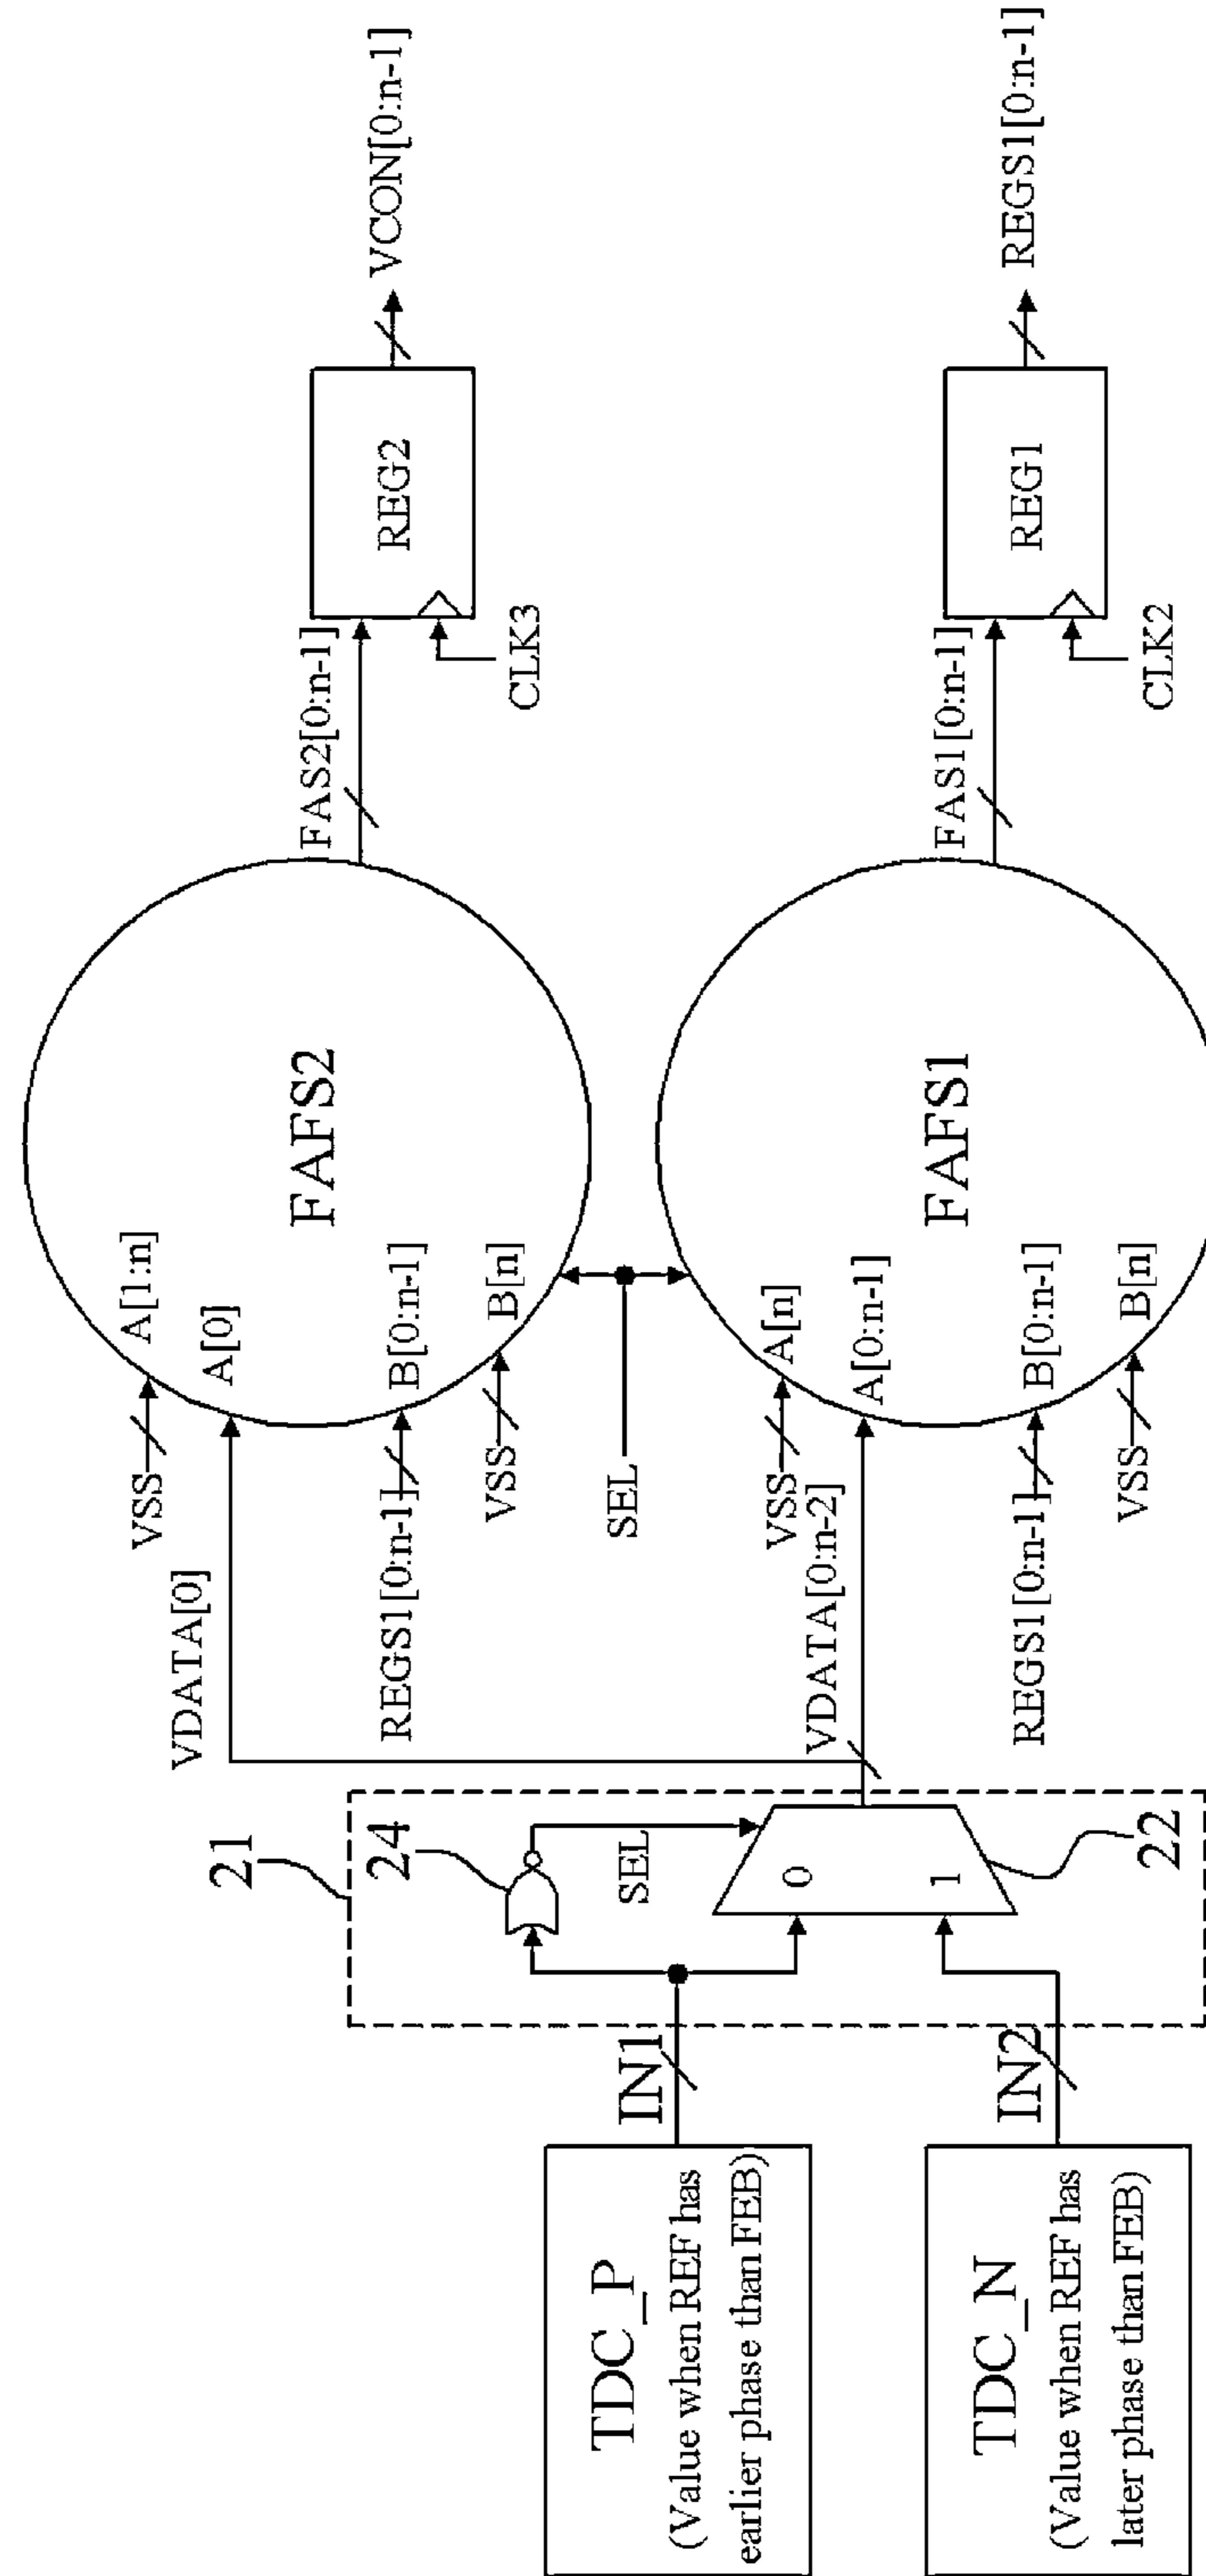 TDC_P
(Value when REF has
earlier phase than FEB)
TDC_N
(Value when REF has
later phase than FEB)
IN1
IN2
21
24
SEL
0
1
22
VDATA[0]
REGS1[0:n-1]
VDATA[0:n-2]
REGS1[0:n-1]
VSS
VSS
SEL
VSS
VSS
A[1:n]
A[0]
B[0:n-1]
B[n]
FAFS2
A[n]
A[0:n-1]
B[0:n-1]
B[n]
FAFS1
FAS2[0:n-1]
FAS1[0:n-1]
REG2
CLK3
REG1
CLK2
VCON[0:n-1]
REGS1[0:n-1]